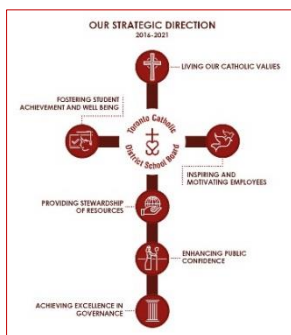 OUR STRATEGIC DIRECTION
2016-2021
LIVING OUR CATHOLIC VALUES
FOSTERING STUDENT
ACHIEVEMENT AND WELL BEING
Toronto Catholic
District School Board
INSPIRING AND
MOTIVATING EMPLOYEES
PROVIDING STEWARDSHIP
OF RESOURCES
ENHANCING PUBLIC
CONFIDENCE
ACHIEVING EXCELLENCE IN
GOVERNANCE